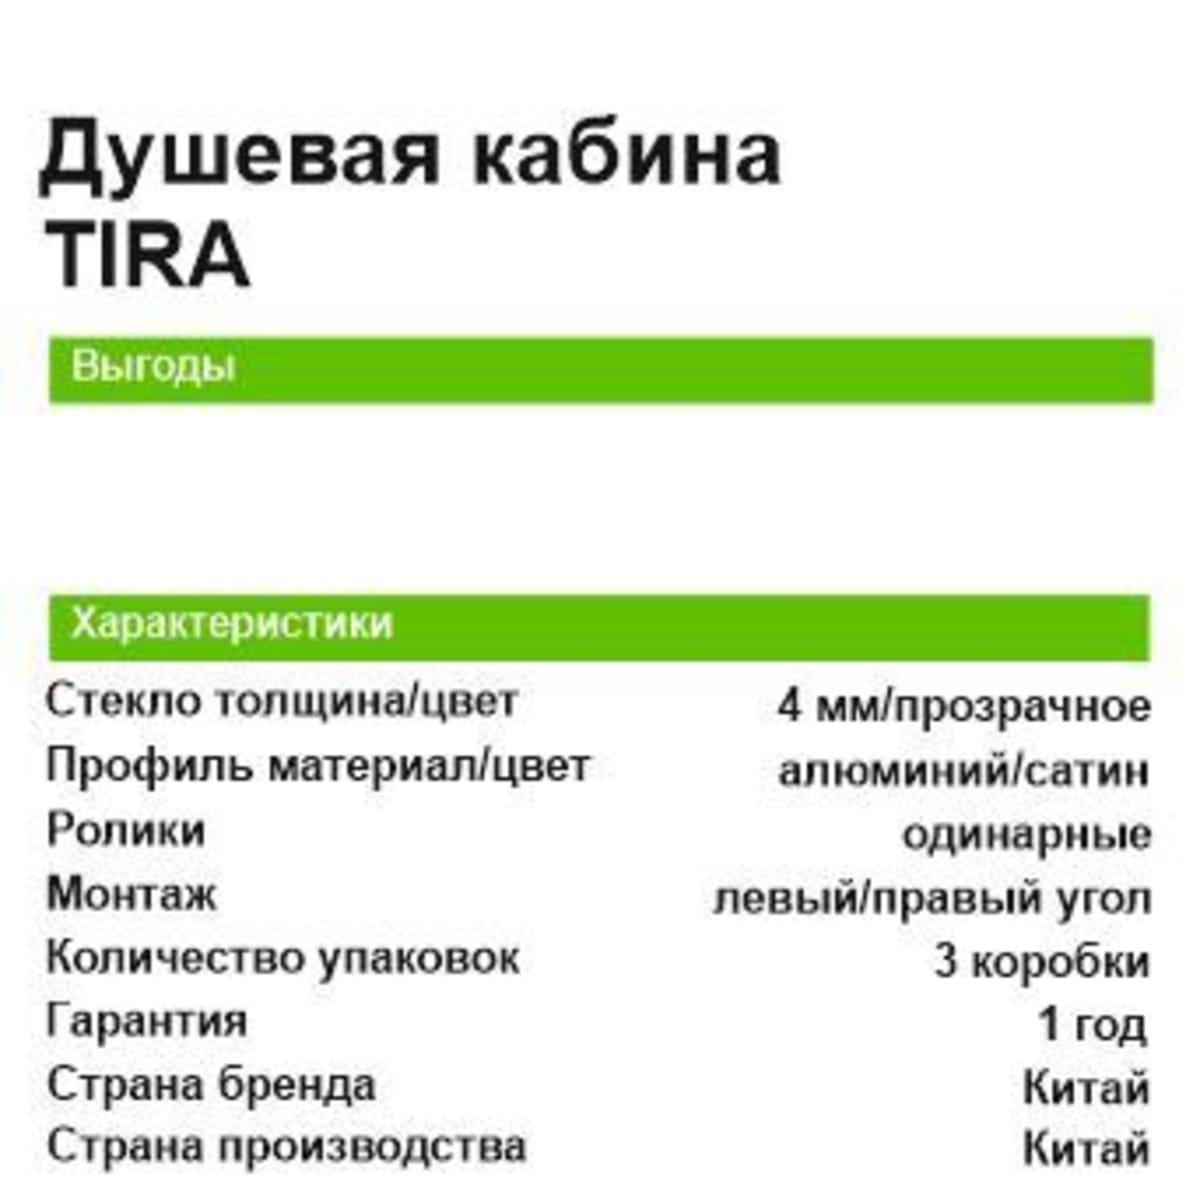 Душевая кабина
TIRA
Выгоды
Характеристики
Стекло толщина/цвет 4 мм/прозрачное
Профиль материал/цвет алюминий/сатин
Ролики одинарные
Монтаж левый/правый угол
Количество упаковок 3 коробки
Гарантия 1 год
Страна бренда Китай
Страна производства Китай